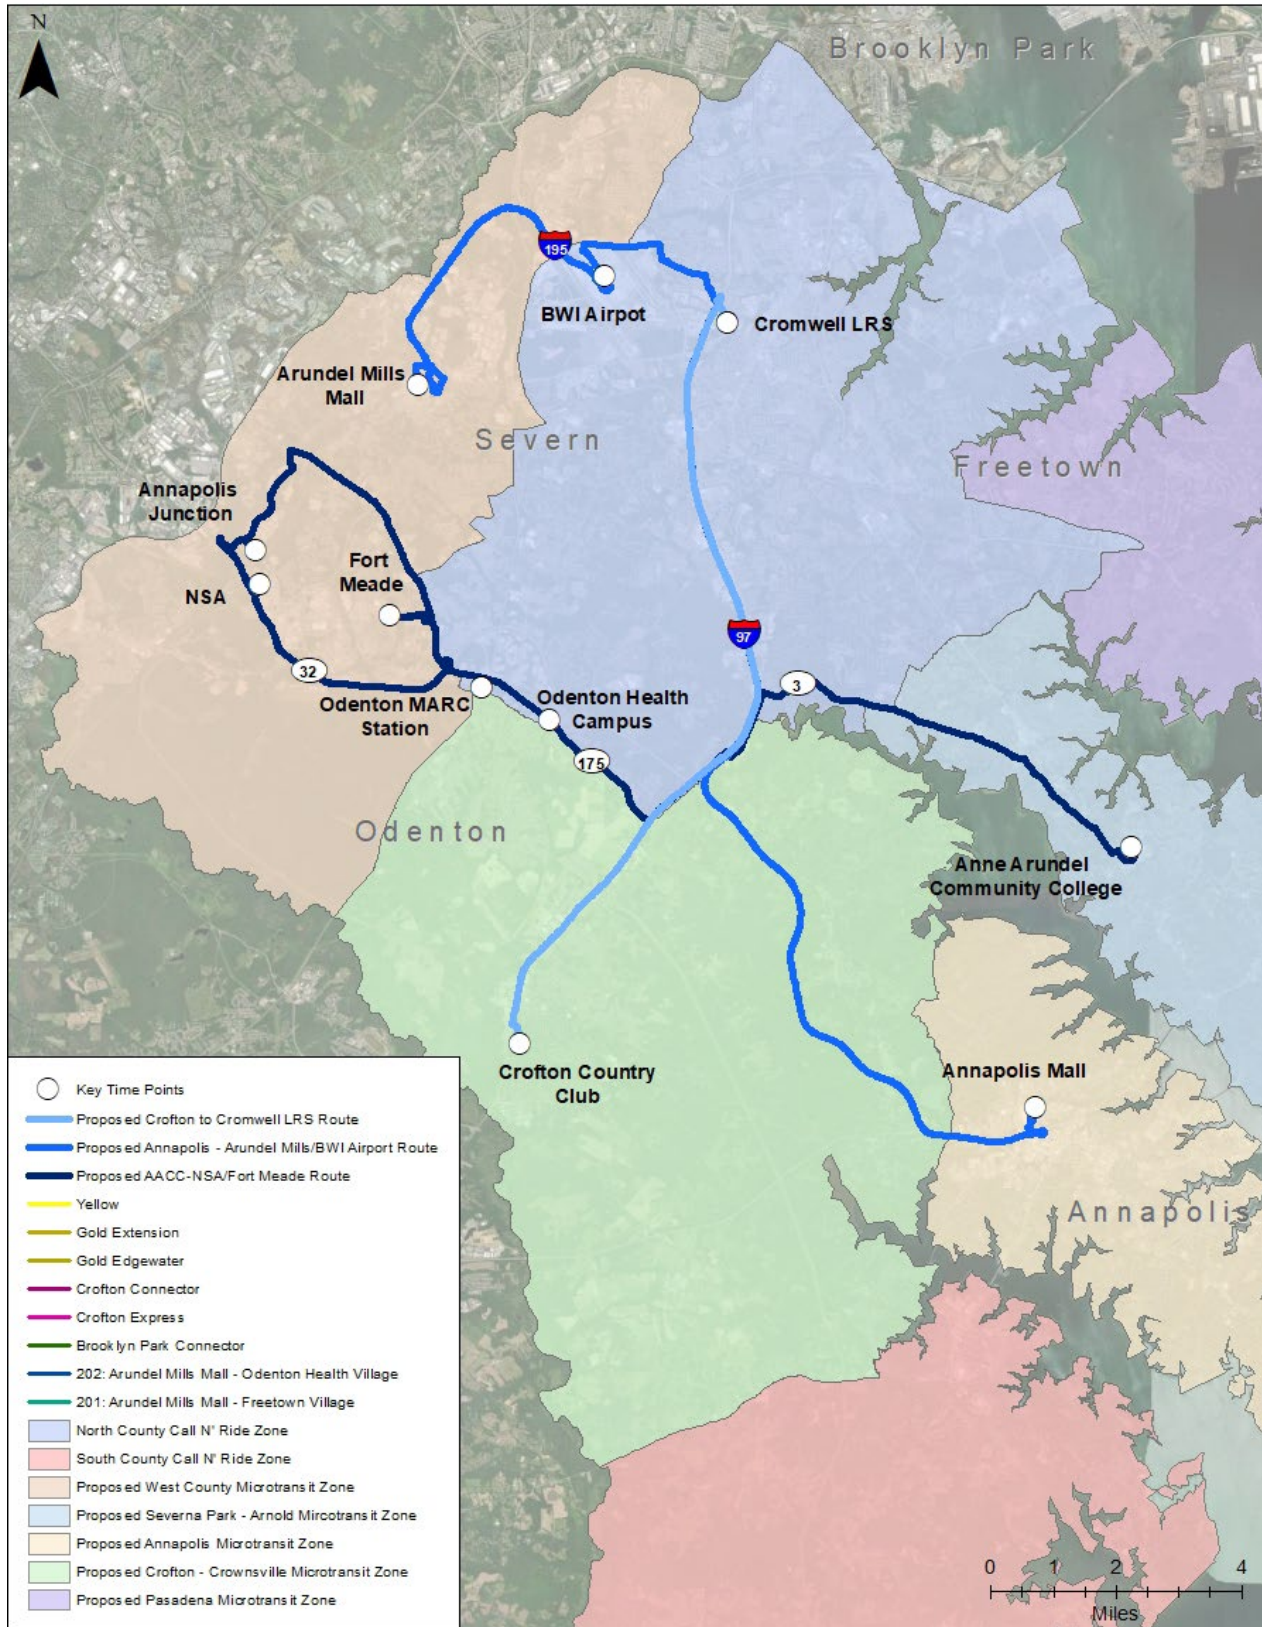 N
Brooklyn Park
195
BWI Airpot
Cromwell LRS
Arundel Mills
Mall
Severn
Freetown
Annapolis
Junction
Fort
Meade
NSA
97
32
3
Odenton MARC
Station
Odenton Health
Campus
175
Odenton
Anne Arundel
Community College
Crofton Country
Club
Annapolis Mall
Annapolis
Key Time Points
Proposed Crofton to Cromwell LRS Route
Proposed Annapolis - Arundel Mills/BWI Airport Route
Proposed AACC-NSA/Fort Meade Route
Yellow
Gold Extension
Gold Edgewater
Crofton Connector
Crofton Express
Brooklyn Park Connector
202: Arundel Mills Mall - Odenton Health Village
201: Arundel Mills Mall - Freetown Village
North County Call N' Ride Zone
South County Call N' Ride Zone
Proposed West County Microtransit Zone
Proposed Severna Park - Arnold Mircotransit Zone
Proposed Annapolis Microtransit Zone
Proposed Crofton - Crownsville Microtransit Zone
Proposed Pasadena Microtransit Zone
0 1 2 4
Miles